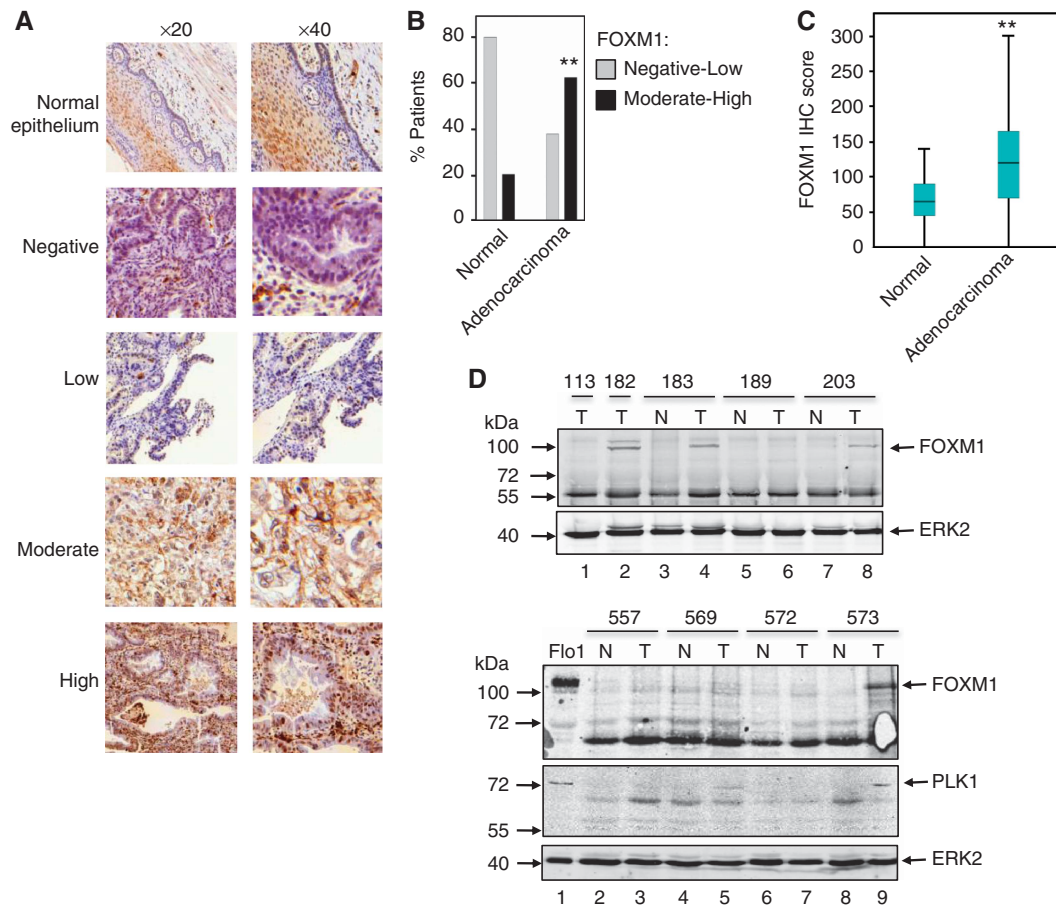 A
×20 ×40
Normal
epithelium
Negative
Low
Moderate
High
B
80
60
40
20
0
% Patients
**
Normal
Adenocarcinoma
FOXM1:
Negative-Low
Moderate-High
C
**
300
250
200
150
100
50
0
FOXM1 IHC score
Normal
Adenocarcinoma
D
113 182 183 189 203
T T N T N T N T
kDa
100
72
55
FOXM1
40
ERK2
1 2 3 4 5 6 7 8
557 569 572 573
Flo1 N T N T N T N T
kDa
100
72
FOXM1
72
55
PLK1
40
ERK2
1 2 3 4 5 6 7 8 9